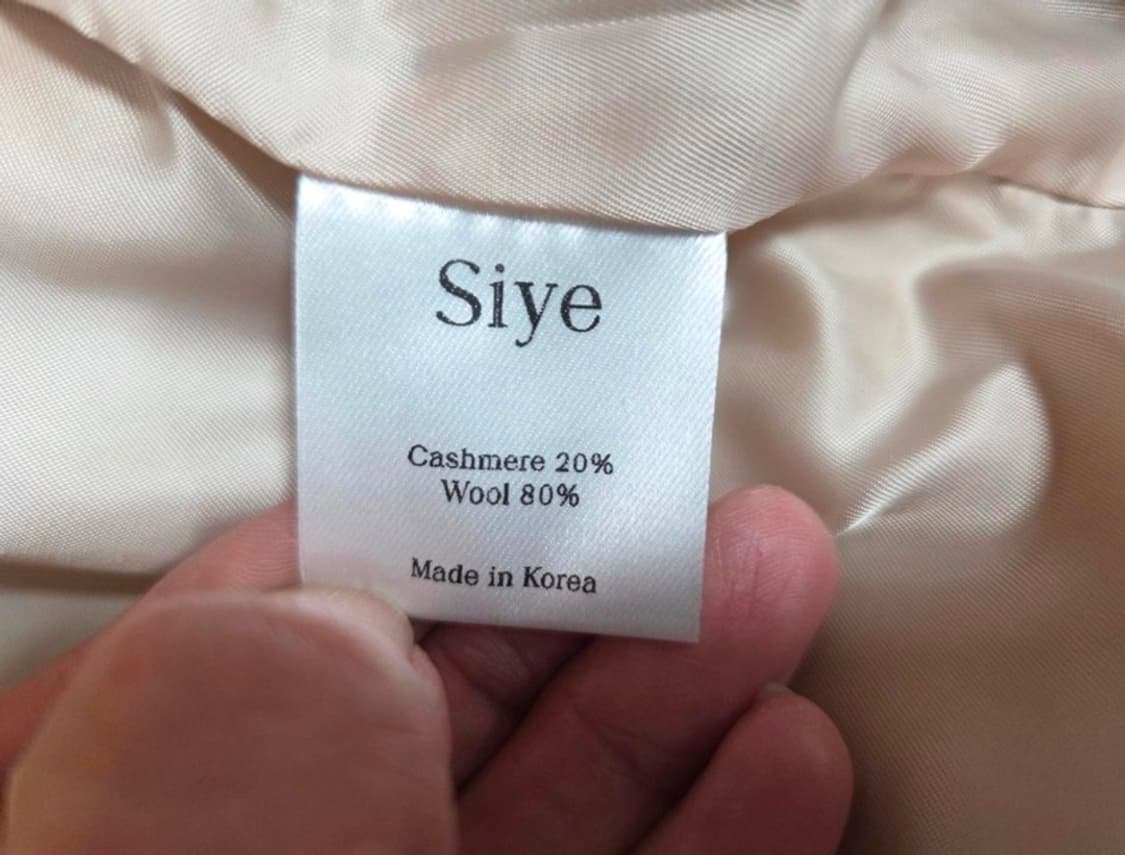 Siye
Cashmere 20%
Wool 80%
Made in Korea